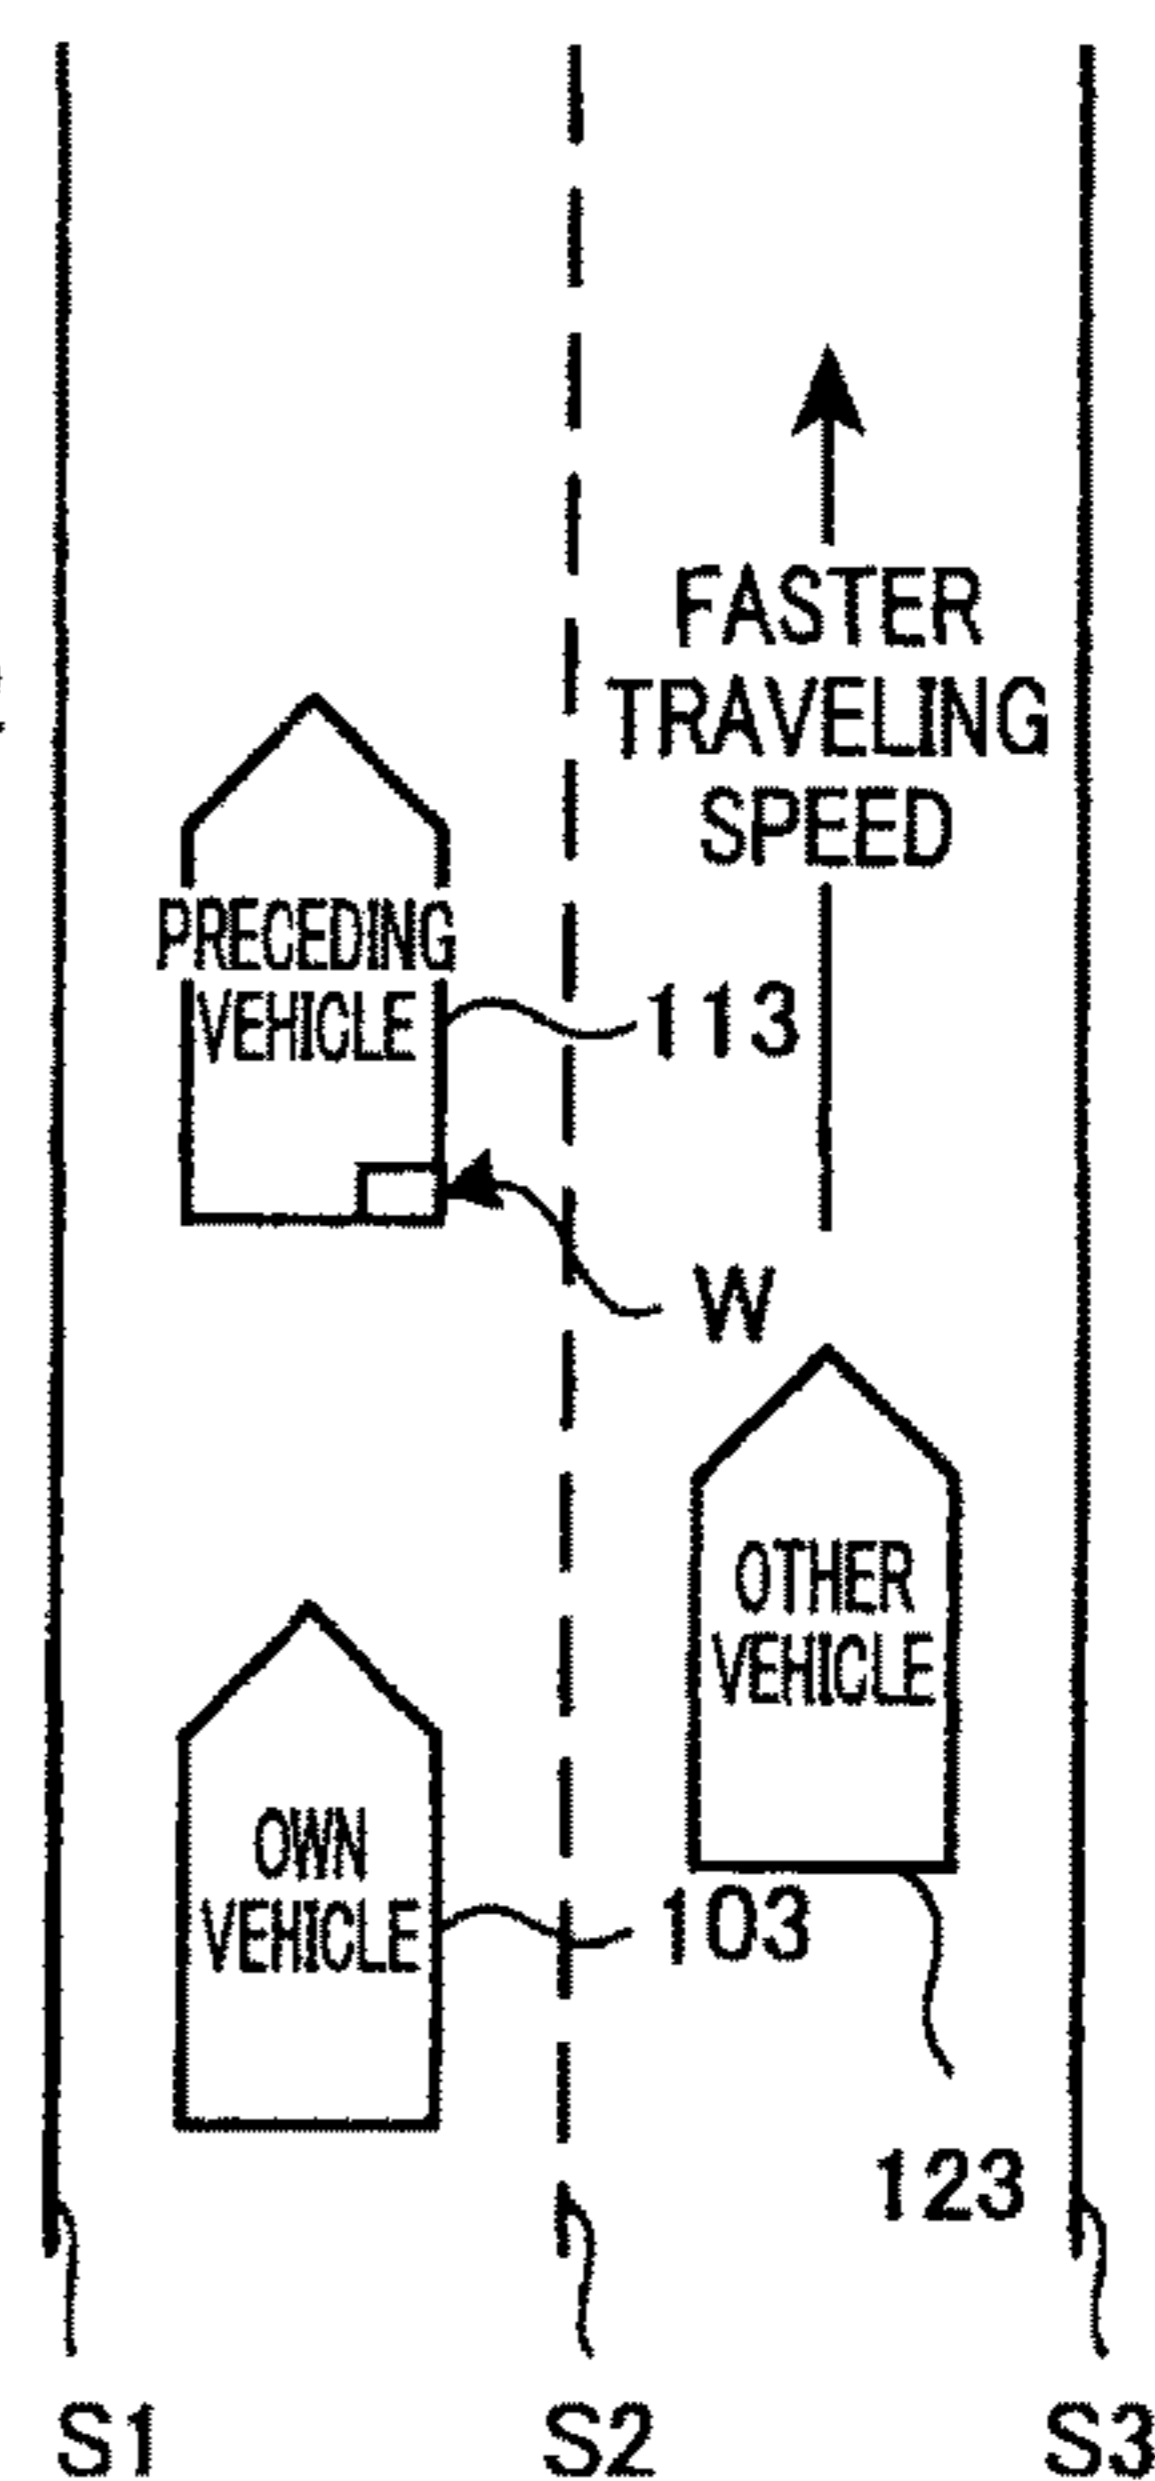 FASTER
TRAVELING
SPEED
PRECEDING
VEHICLE
113
W
OTHER
VEHICLE
OWN
VEHICLE
103
123
S1
S2
S3